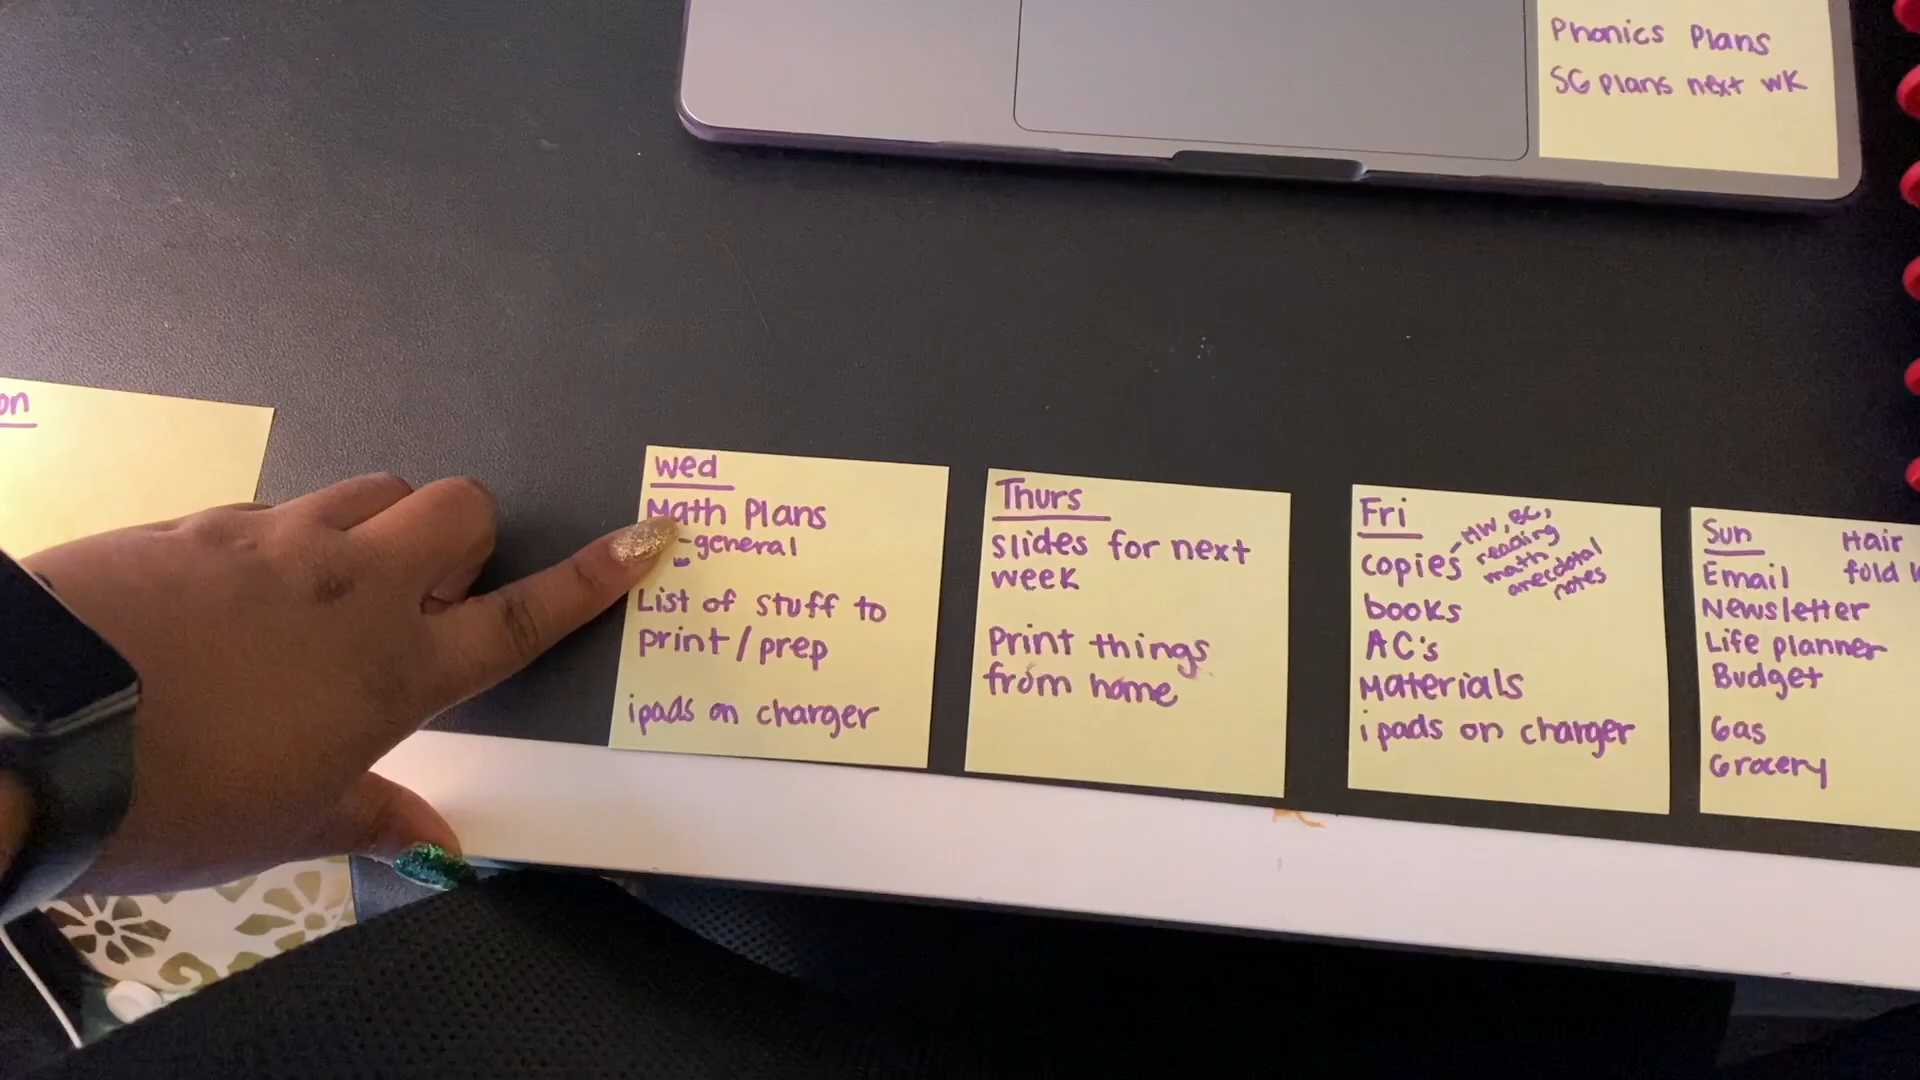 Phonics Plans
SG plans next wk
on
wed
Math Plans
-general
List of stuff to
print/prep
ipads on charger
Thurs
slides for next
week
Print things
from home
Fri
copies - HW, BC,
reading
math
anecdotal
notes
books
AC's
Materials
ipads on charger
Sun
Email
Newsletter
Life planner
Budget
Gas
Grocery
Hair
fold